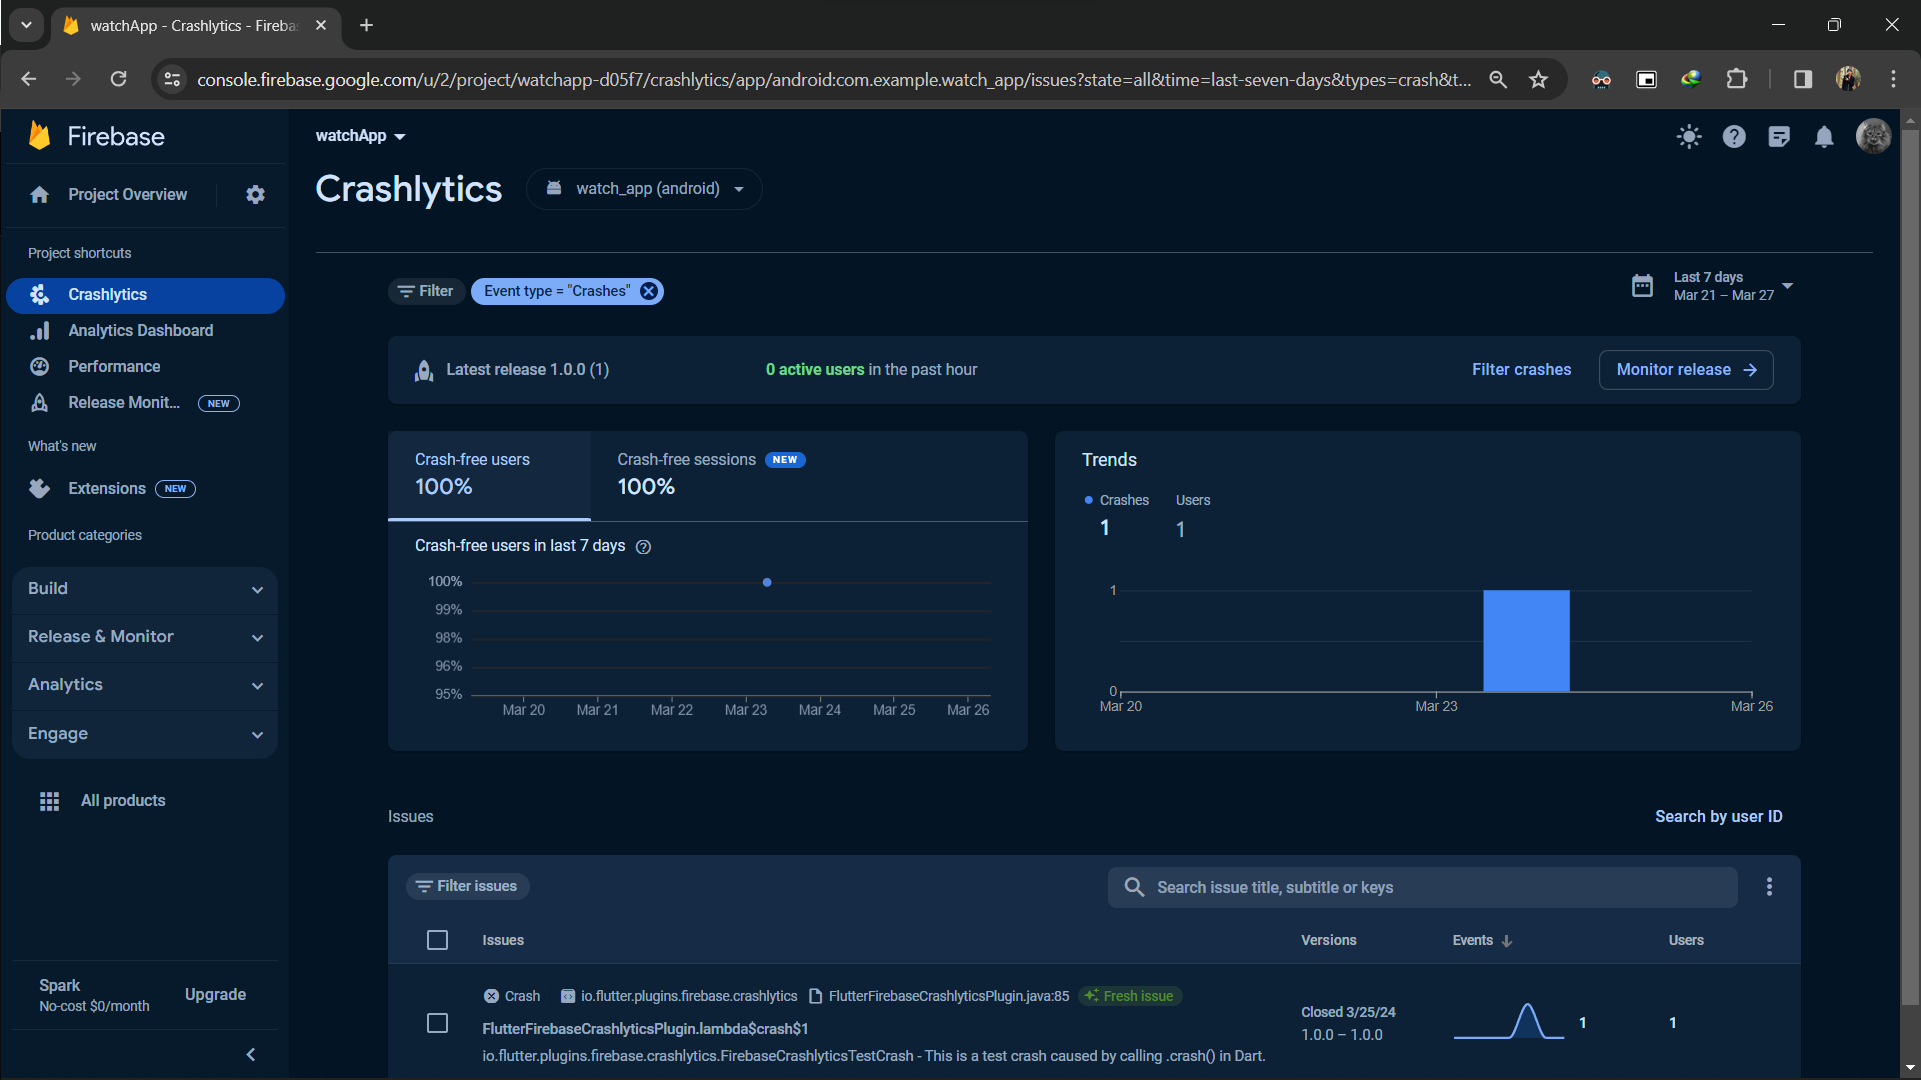 watchApp - Crashlytics - Fireba
console.firebase.google.com/u/2/project/watchapp-d05f7/crashlytics/app/android:com.example.watch_app/issues?state=all&time=last-seven-days&types=crash&t...
Firebase
watchApp
Project Overview
Crashlytics
watch_app (android)
Project shortcuts
Crashlytics
Analytics Dashboard
Performance
Release Monit... NEW
What's new
Extensions NEW
Product categories
Build
Release & Monitor
Analytics
Engage
All products
Spark
No-cost $0/month
Upgrade
Filter
Event type = "Crashes"
Last 7 days
Mar 21 – Mar 27
Latest release 1.0.0 (1)
0 active users in the past hour
Filter crashes
Monitor release
Crash-free users
100%
Crash-free sessions NEW
100%
Crash-free users in last 7 days
100%
99%
98%
96%
95%
Mar 20 Mar 21 Mar 22 Mar 23 Mar 24 Mar 25 Mar 26
Trends
Crashes Users
1 1
1
0
Mar 20 Mar 23 Mar 26
Issues
Search by user ID
Filter issues
Search issue title, subtitle or keys
Issues Versions Events Users
Crash io.flutter.plugins.firebase.crashlytics FlutterFirebaseCrashlyticsPlugin.java:85 Fresh issue
FlutterFirebaseCrashlyticsPlugin.lambda$crash$1
io.flutter.plugins.firebase.crashlytics.FirebaseCrashlyticsTestCrash - This is a test crash caused by calling .crash() in Dart.
Closed 3/25/24
1.0.0 – 1.0.0
1
1